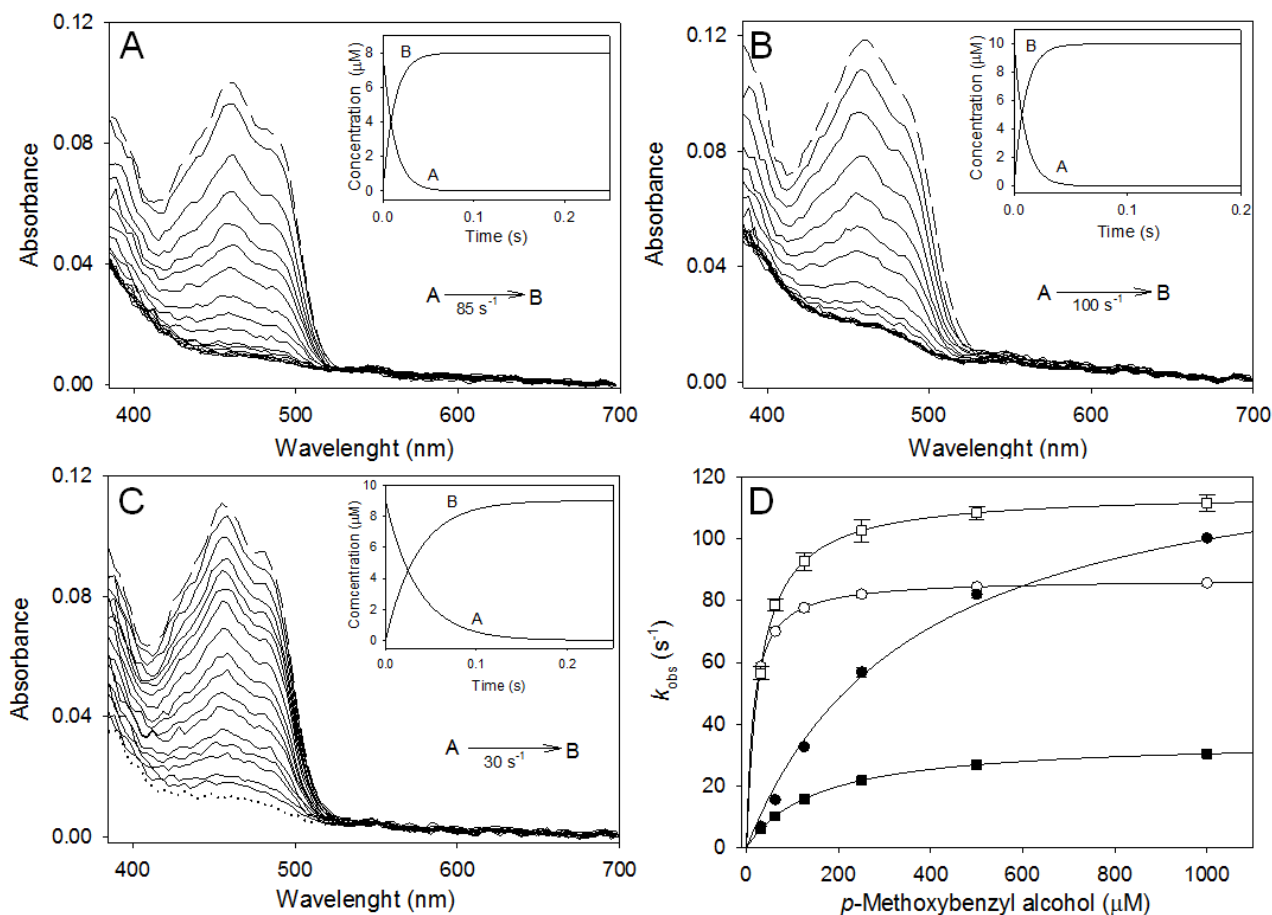 A
0.12
0.08
0.04
0.00
Absorbance
400 500 600 700
Wavelenght (nm)
Concentration (µM)
8
6
4
2
0
B
A
0.0 0.1 0.2
Time (s)
A B
85 s-1
B
0.12
0.08
0.04
0.00
Absorbance
400 500 600 700
Wavelenght (nm)
Concentration (µM)
10
8
6
4
2
0
B
A
0.0 0.1 0.2
Time (s)
A B
100 s-1
C
0.12
0.08
0.04
0.00
Absorbance
400 500 600 700
Wavelenght (nm)
Comcentration (µM)
10
8
6
4
2
0
B
A
0.0 0.1 0.2
Time (s)
A B
30 s-1
D
120
100
80
60
40
20
0
kobs (s-1)
0 200 400 600 800 1000
p-Methoxybenzyl alcohol (µM)